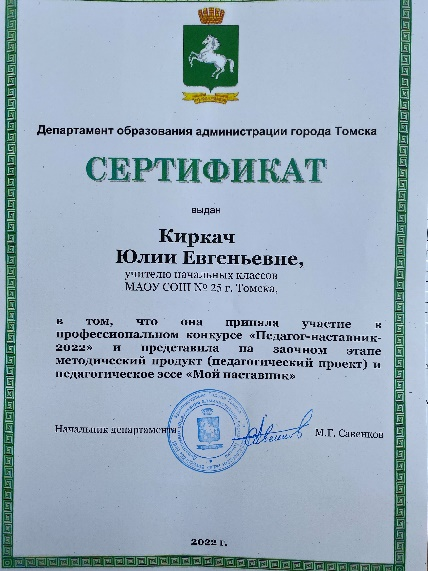 Департамент образования администрации города Томска
СЕРТИФИКАТ
выдан
Киркач
Юлии Евгеньевне,
учителю начальных классов
МАОУ СОШ № 25 г. Томска,
в том, что она приняла участие в
профессиональном конкурсе «Педагог-наставник-
2022» и представила на заочном этапе
методический продукт (педагогический проект) и
педагогическое эссе «Мой наставник»
Начальник департамента М.Г. Савенков
2022 г.